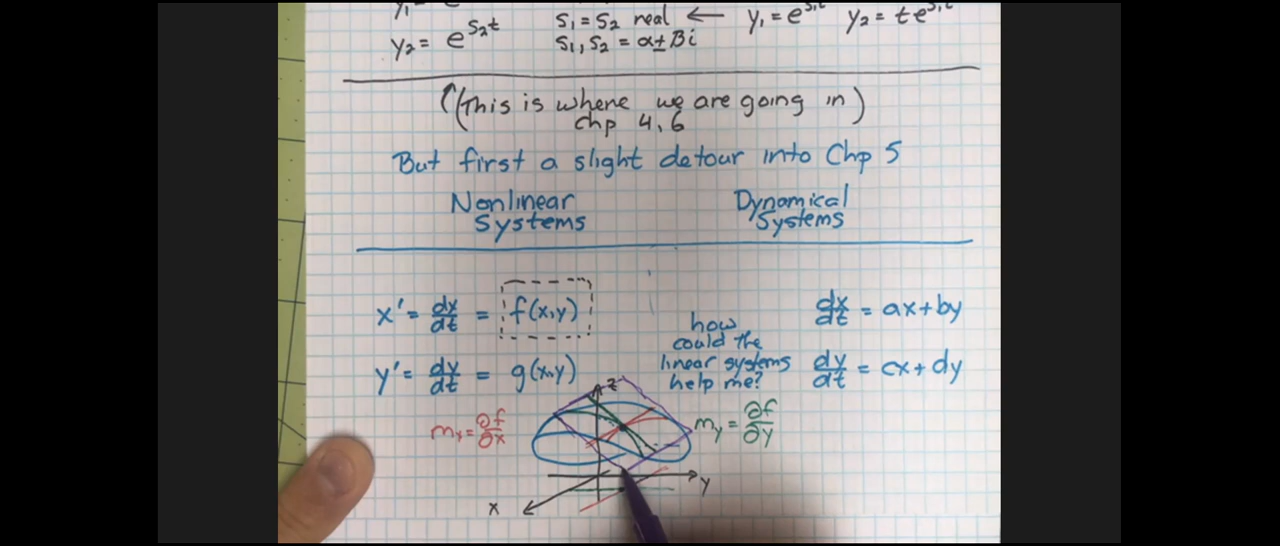 y₁ =
S₁ = S₂ real ← y₁ = e^{S₁t} y₂ = te^{S₁t}
y₂ = e^{S₂t} S₁, S₂ = α ± Bi
(This is where we are going in)
Chp 4, 6
But first a slight detour into Chp 5
Nonlinear Systems
Dynamical Systems
x' = dx/dt = f(x,y)
y' = dy/dt = g(x,y)
how
could the
linear systems
help me?
dx/dt = ax + by
dy/dt = cx + dy
z
mₓ = ∂f/∂x
m_y = ∂f/∂y
y
x